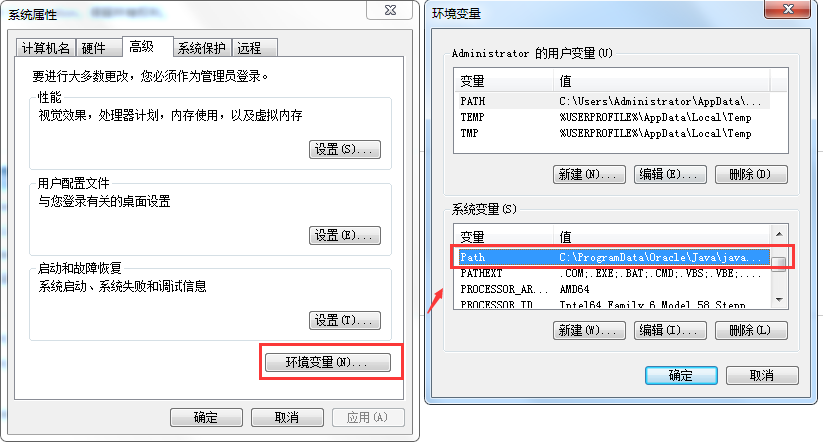 系统属性
计算机名 硬件 高级 系统保护 远程
要进行大多数更改，您必须作为管理员登录。
性能
视觉效果，处理器计划，内存使用，以及虚拟内存
设置(S)...
用户配置文件
与您登录有关的桌面设置
设置(E)...
启动和故障恢复
系统启动、系统失败和调试信息
设置(T)...
环境变量(N)...
确定 取消 应用(A)
环境变量
Administrator 的用户变量(U)
变量 值
PATH C:\Users\Administrator\AppData\...
TEMP %USERPROFILE%\AppData\Local\Temp
TMP %USERPROFILE%\AppData\Local\Temp
新建(N)... 编辑(E)... 删除(D)
系统变量(S)
变量 值
Path C:\ProgramData\Oracle\Java\java...
PATHEXT .COM;.EXE;.BAT;.CMD;.VBS;.VBE;....
PROCESSOR_AR... AMD64
PROCESSOR_ID Intel64 Family 6 Model 58 Stepp
新建(W)... 编辑(I)... 删除(L)
确定 取消